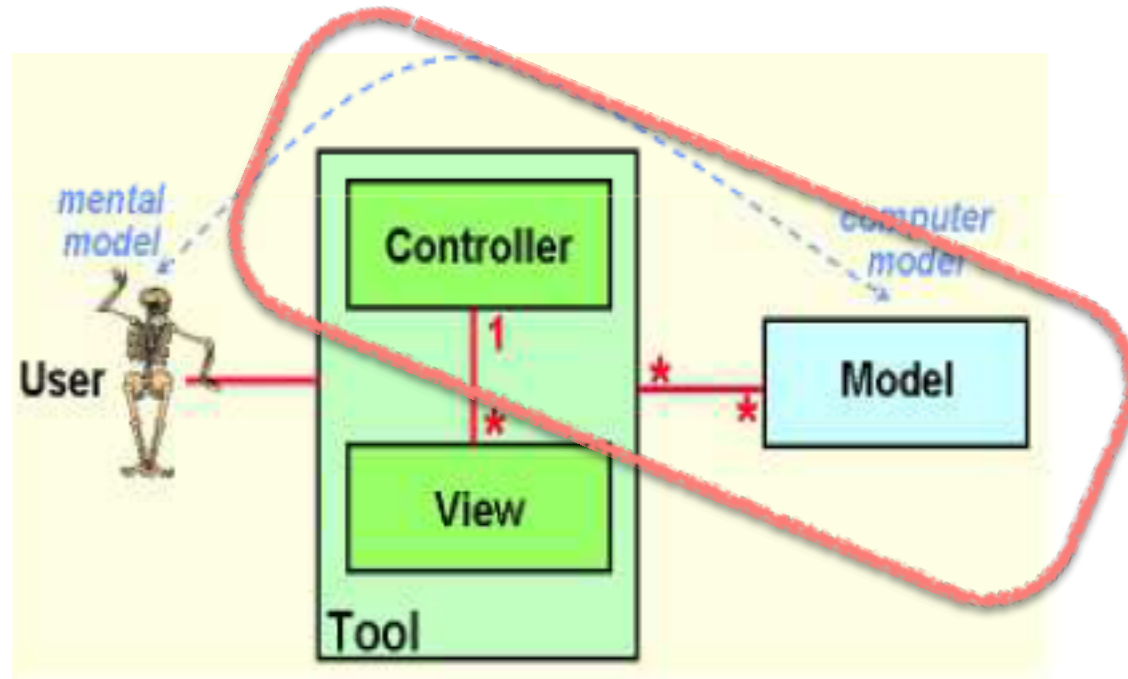 mental
model
computer
model
Controller
1
*
User
*
*
Model
View
Tool